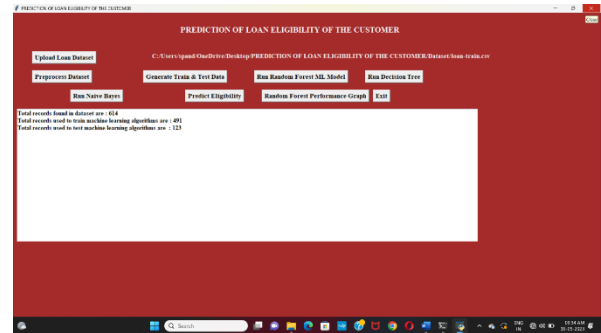 PREDICTION OF LOAN ELIGIBILITY OF THE CUSTOMER
PREDICTION OF LOAN ELIGIBILITY OF THE CUSTOMER
Upload Loan Dataset
C:/Users/spand/OneDrive/Desktop/PREDICTION OF LOAN ELIGIBILITY OF THE CUSTOMER/Dataset/loan-train.csv
Preprocess Dataset
Generate Train & Test Data
Run Random Forest ML Model
Run Decision Tree
Run Naive Bayes
Predict Eligibility
Random Forest Performance Graph
Exit
Total records found in dataset are : 614
Total records used to train machine learning algorithms are : 491
Total records used to test machine learning algorithms are : 123
Search
ENG
IN